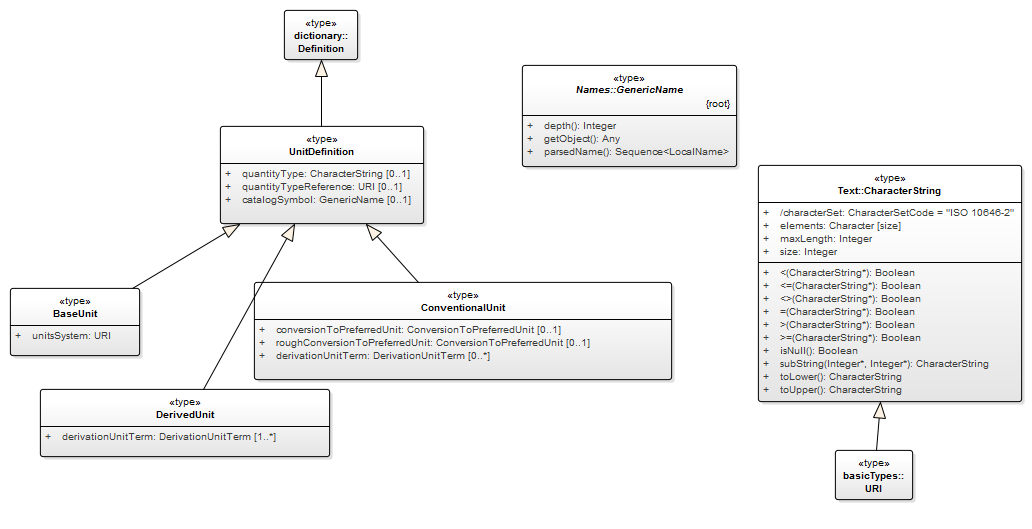 «type»
dictionary::
Definition
«type»
UnitDefinition
+ quantityType: CharacterString [0..1]
+ quantityTypeReference: URI [0..1]
+ catalogSymbol: GenericName [0..1]
«type»
Names::GenericName
{root}
+ depth(): Integer
+ getObject(): Any
+ parsedName(): Sequence<LocalName>
«type»
Text::CharacterString
+ /characterSet: CharacterSetCode = "ISO 10646-2"
+ elements: Character [size]
+ maxLength: Integer
+ size: Integer
+ <(CharacterString*): Boolean
+ <=(CharacterString*): Boolean
+ <>(CharacterString*): Boolean
+ =(CharacterString*): Boolean
+ >(CharacterString*): Boolean
+ >=(CharacterString*): Boolean
+ isNull(): Boolean
+ subString(Integer*, Integer*): CharacterString
+ toLower(): CharacterString
+ toUpper(): CharacterString
«type»
BaseUnit
+ unitsSystem: URI
«type»
ConventionalUnit
+ conversionToPreferredUnit: ConversionToPreferredUnit [0..1]
+ roughConversionToPreferredUnit: ConversionToPreferredUnit [0..1]
+ derivationUnitTerm: DerivationUnitTerm [0..*]
«type»
DerivedUnit
+ derivationUnitTerm: DerivationUnitTerm [1..*]
«type»
basicTypes::
URI